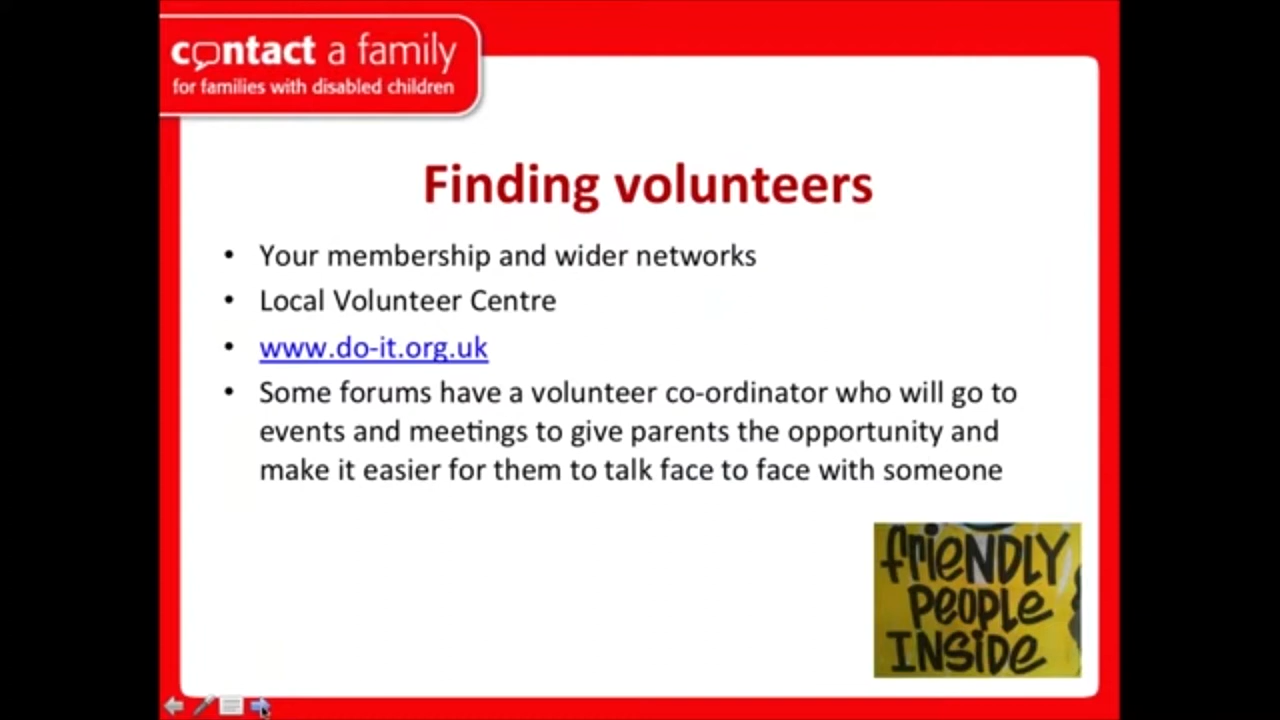 contact a family
for families with disabled children
Finding volunteers
• Your membership and wider networks
• Local Volunteer Centre
• www.do-it.org.uk
• Some forums have a volunteer co-ordinator who will go to
events and meetings to give parents the opportunity and
make it easier for them to talk face to face with someone
friENDLY
PEOPLE
INSiDe